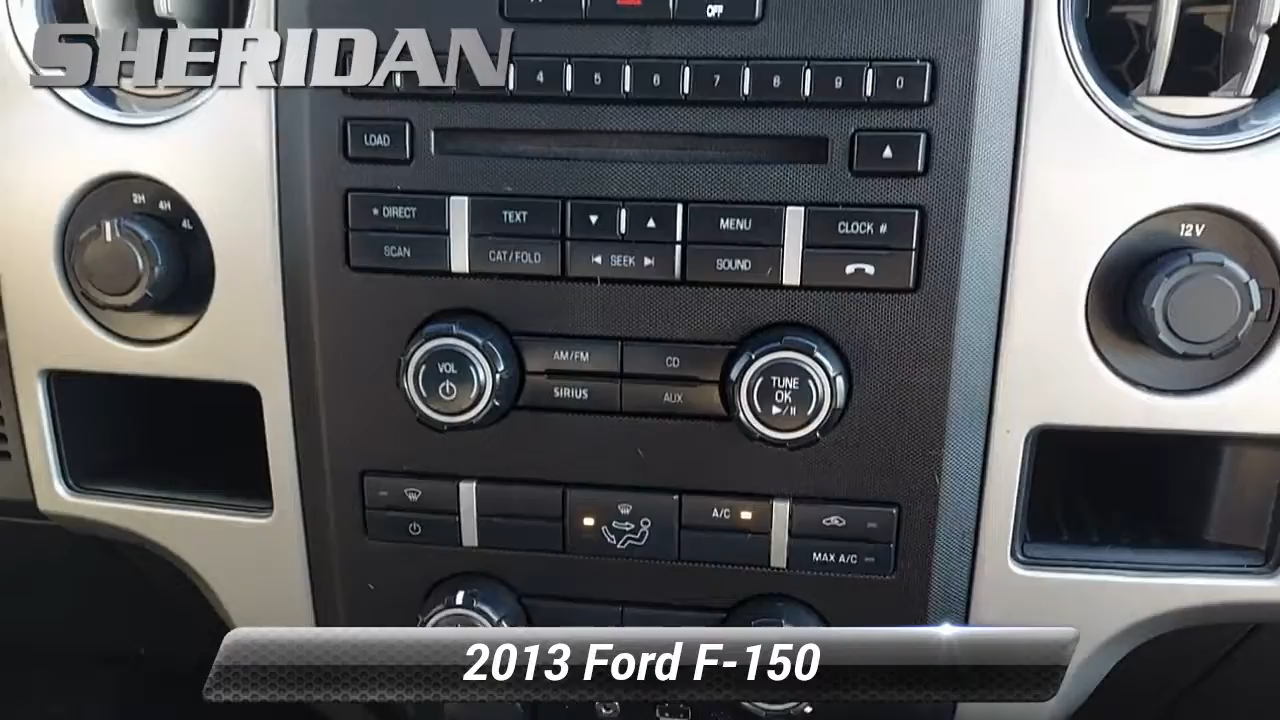 SHERIDAN
OFF
4 5 6 7 8 9 0
LOAD
2H 4H 4L
12V
* DIRECT TEXT MENU CLOCK #
SCAN CAT/FOLD SEEK SOUND
VOL
AM/FM CD
SIRIUS AUX
TUNE
OK
A/C
MAX A/C
2013 Ford F-150